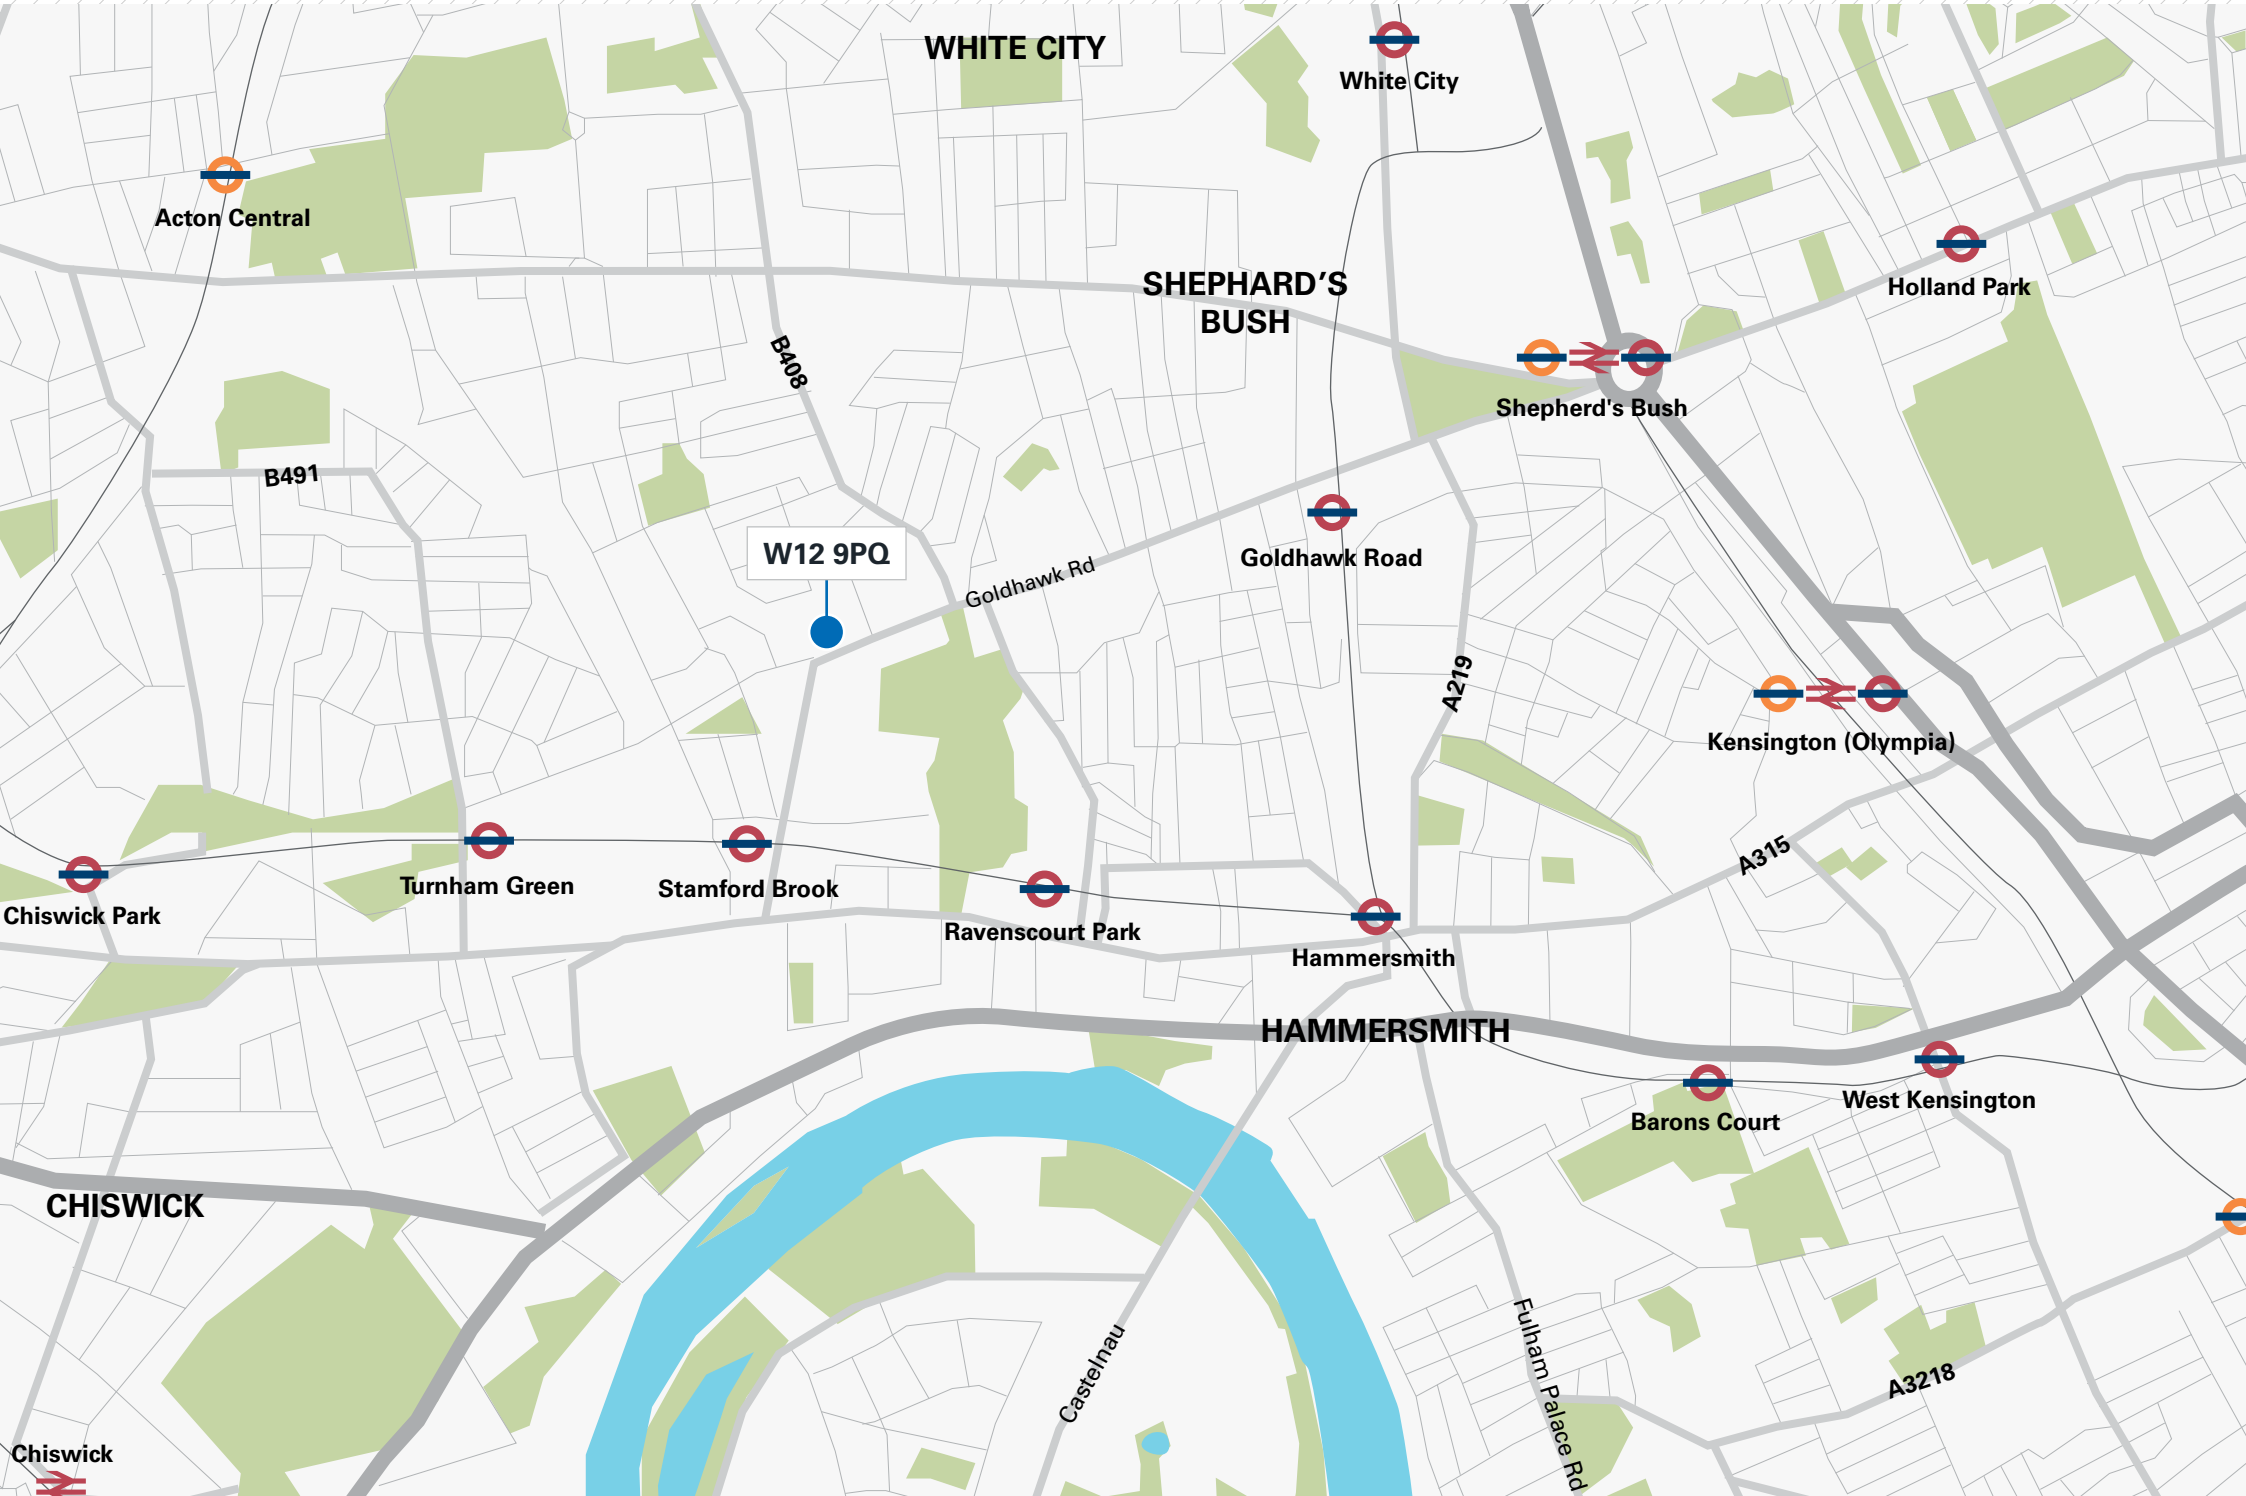 WHITE CITY
White City
Acton Central
SHEPHARD'S
BUSH
Holland Park
B408
Shepherd's Bush
B491
W12 9PQ
Goldhawk Road
Goldhawk Rd
A219
Kensington (Olympia)
A315
Turnham Green
Stamford Brook
Chiswick Park
Ravenscourt Park
Hammersmith
HAMMERSMITH
West Kensington
Barons Court
CHISWICK
Castelnau
Fulham Palace Rd
A3218
Chiswick